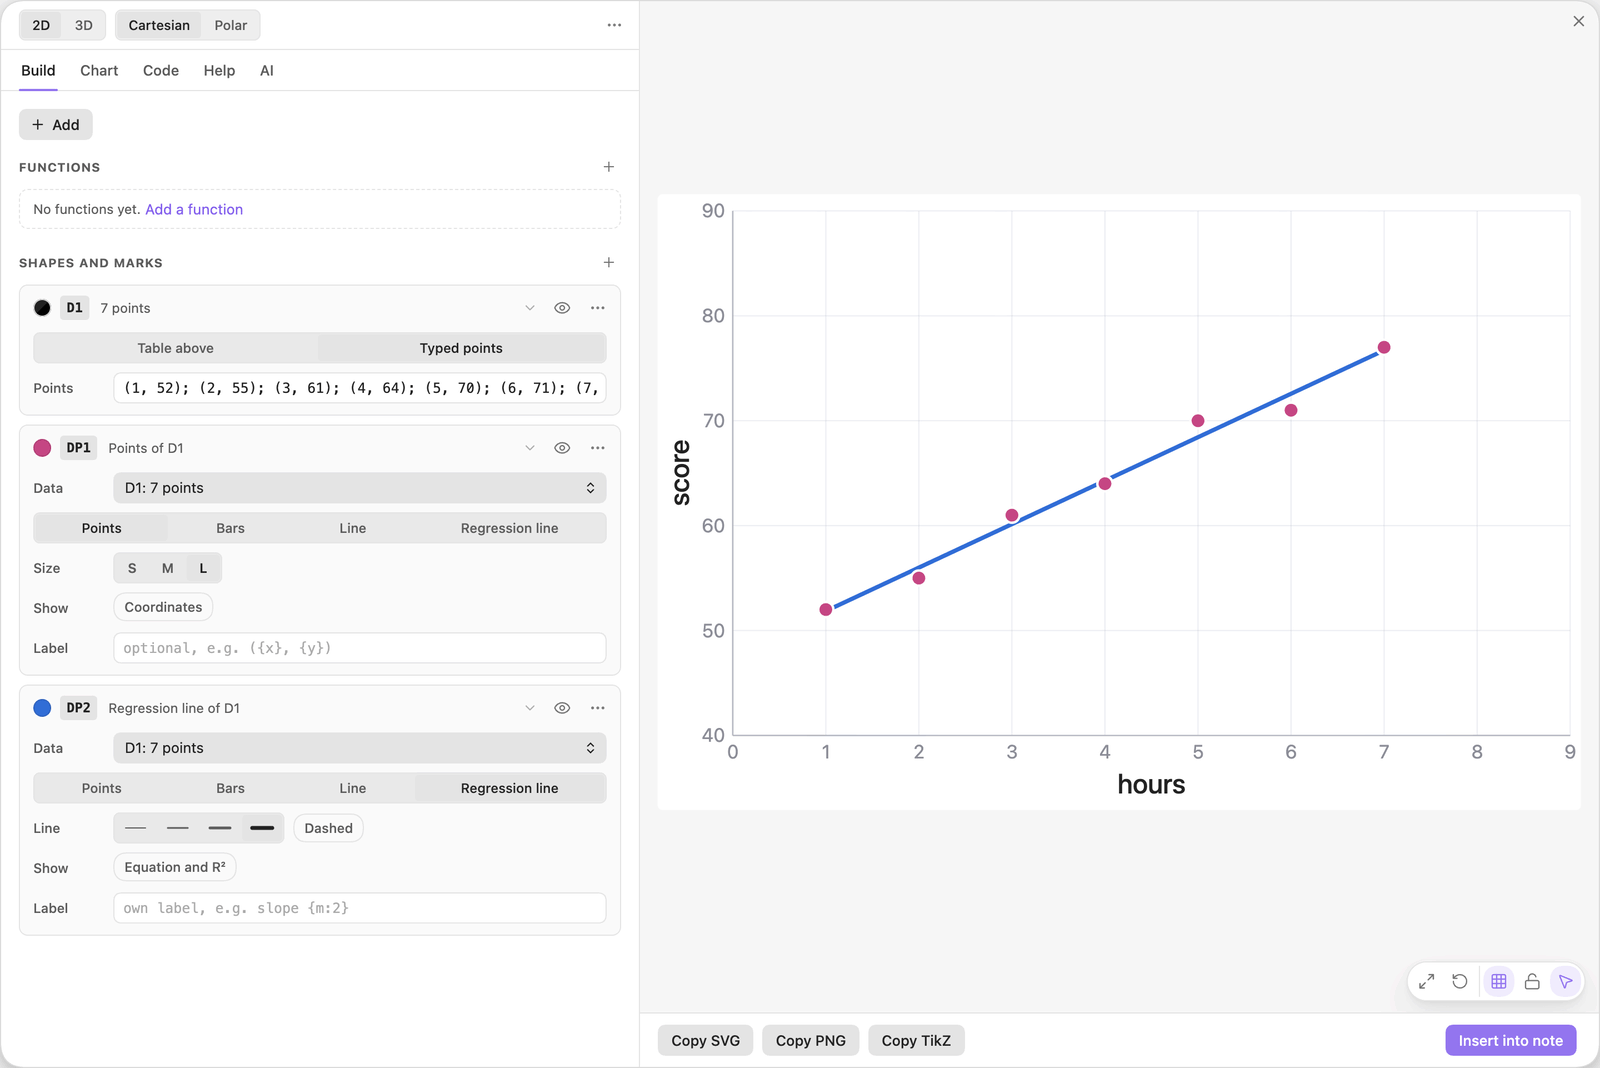 2D 3D Cartesian Polar
Build Chart Code Help AI
+ Add
FUNCTIONS
No functions yet. Add a function
SHAPES AND MARKS
D1 7 points
Table above Typed points
Points (1, 52); (2, 55); (3, 61); (4, 64); (5, 70); (6, 71); (7,
DP1 Points of D1
Data D1: 7 points
Points Bars Line Regression line
Size S M L
Show Coordinates
Label optional, e.g. ({x}, {y})
DP2 Regression line of D1
Data D1: 7 points
Points Bars Line Regression line
Line Dashed
Show Equation and R²
Label own label, e.g. slope {m:2}
90
80
70
60
50
40
score
0 1 2 3 4 5 6 7 8 9
hours
Copy SVG Copy PNG Copy TikZ Insert into note